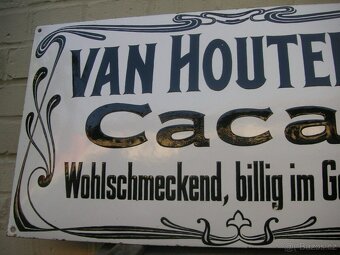 VAN HOUTE
Caca
Wohlschmeckend, billig im G